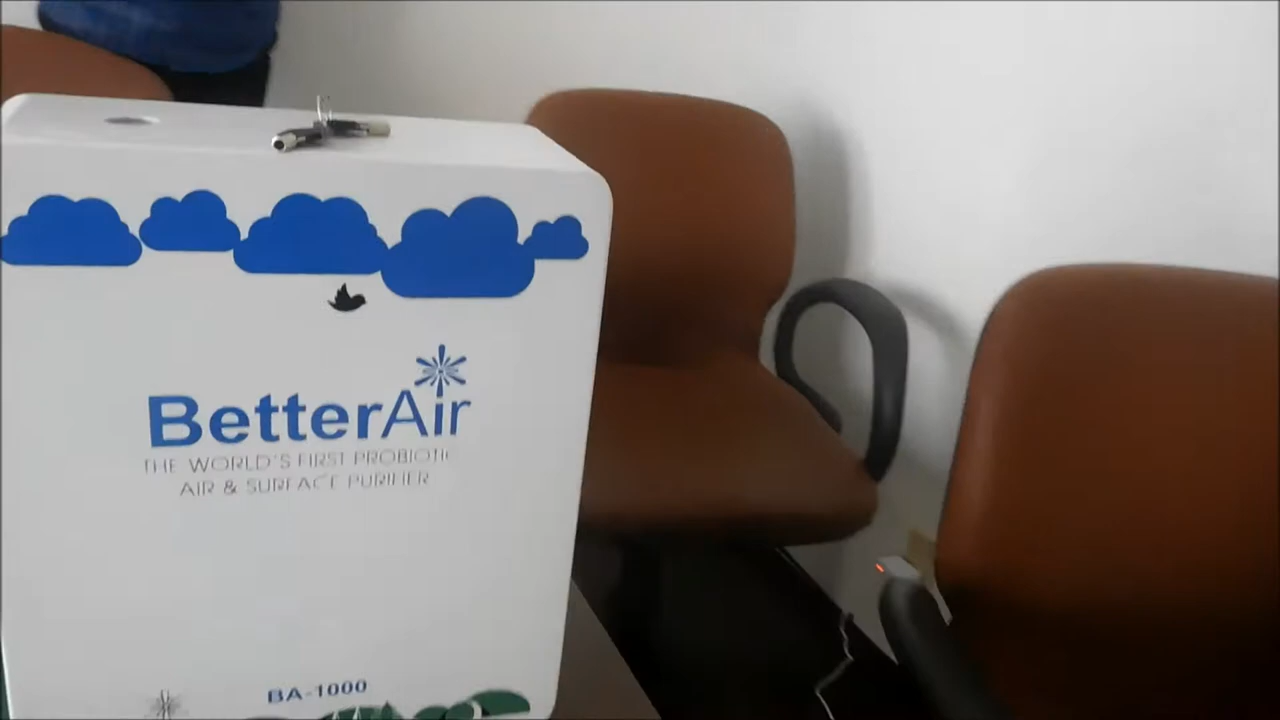 BetterAir
THE WORLD'S FIRST PROBIOTIC
AIR & SURFACE PURIFIER
BA-1000